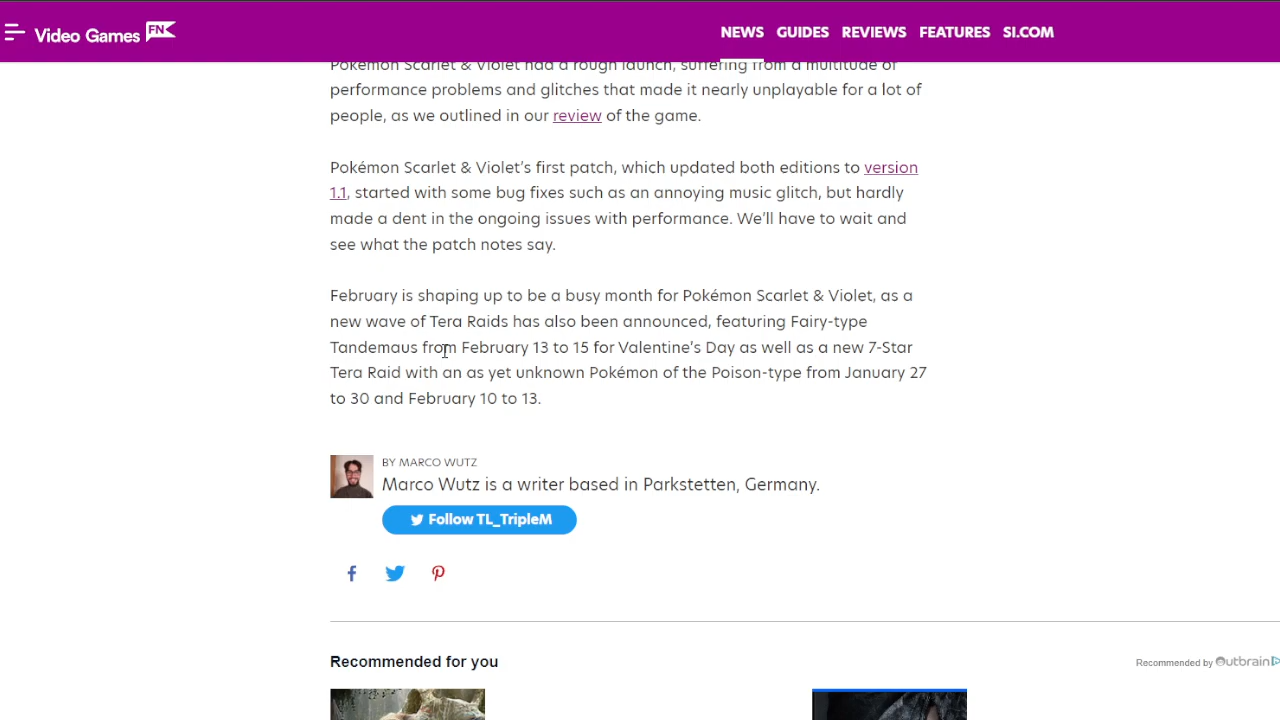 Video Games FN
NEWS GUIDES REVIEWS FEATURES SI.COM
Pokémon Scarlet & Violet had a rough launch, suffering from a multitude of
performance problems and glitches that made it nearly unplayable for a lot of
people, as we outlined in our review of the game.
Pokémon Scarlet & Violet’s first patch, which updated both editions to version
1.1, started with some bug fixes such as an annoying music glitch, but hardly
made a dent in the ongoing issues with performance. We’ll have to wait and
see what the patch notes say.
February is shaping up to be a busy month for Pokémon Scarlet & Violet, as a
new wave of Tera Raids has also been announced, featuring Fairy-type
Tandemaus from February 13 to 15 for Valentine’s Day as well as a new 7-Star
Tera Raid with an as yet unknown Pokémon of the Poison-type from January 27
to 30 and February 10 to 13.
BY MARCO WUTZ
Marco Wutz is a writer based in Parkstetten, Germany.
Follow TL_TripleM
Recommended for you
Recommended by Outbrain